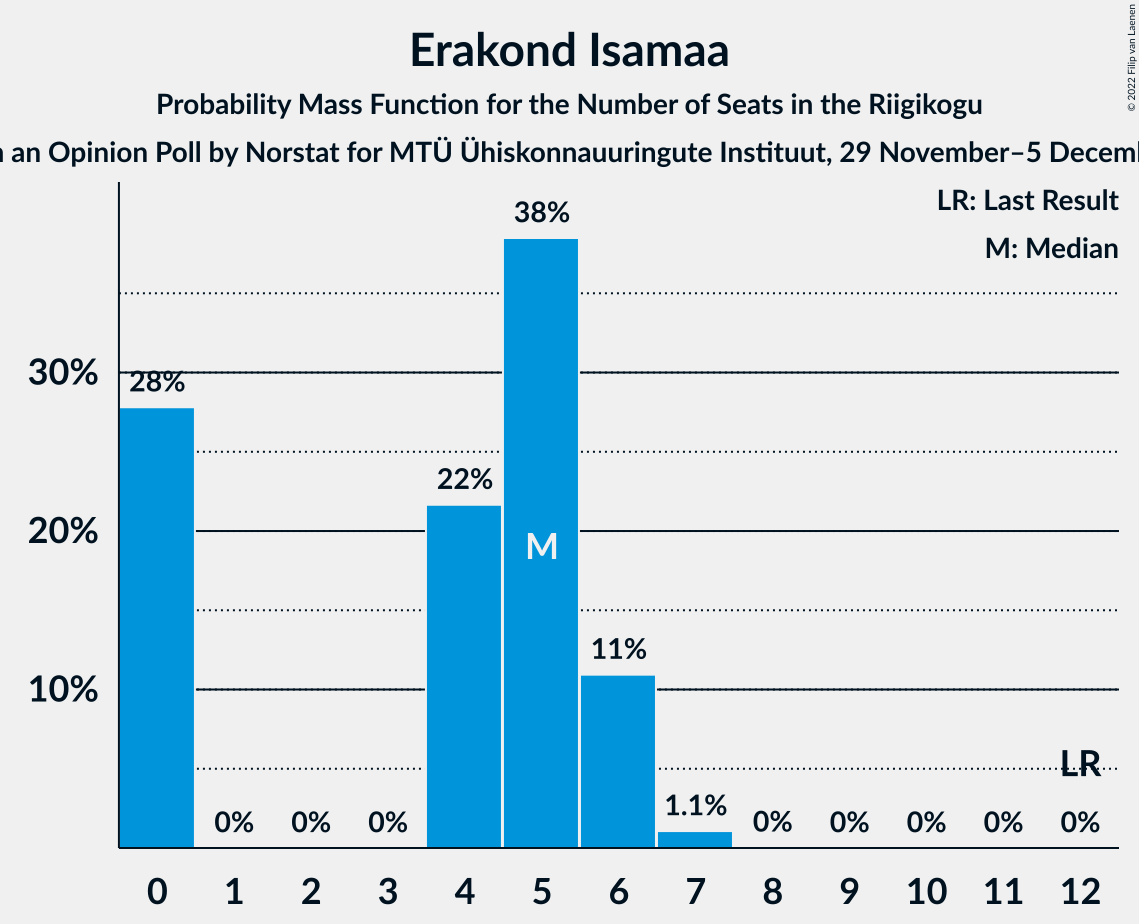 Erakond Isamaa
Probability Mass Function for the Number of Seats in the Riigikogu
an Opinion Poll by Norstat for MTÜ Ühiskonnauuringute Instituut, 29 November–5
© 2022 Filip van Laenen
LR: Last Result
M: Median
38%
30%
28%
22%
20%
M
11%
10%
LR
1.1%
0% 0% 0% 0% 0% 0% 0% 0%
0 1 2 3 4 5 6 7 8 9 10 11 12